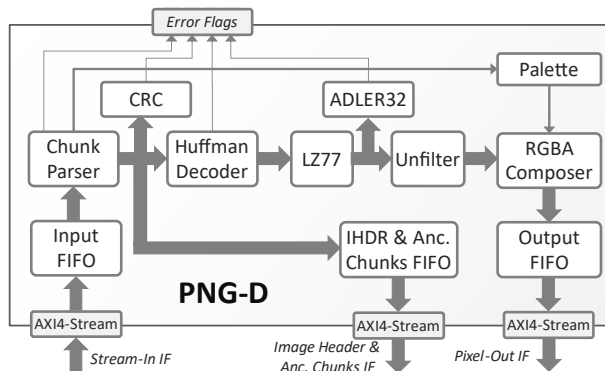 Error Flags
Palette
CRC
ADLER32
Chunk
Parser
Huffman
Decoder
LZ77
Unfilter
RGBA
Composer
Input
FIFO
IHDR & Anc.
Chunks FIFO
Output
FIFO
PNG-D
AXI4-Stream
AXI4-Stream
AXI4-Stream
Stream-In IF
Image Header &
Anc. Chunks IF
Pixel-Out IF